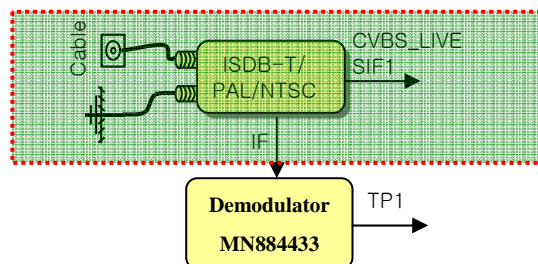 Cable
CVBS_LIVE
ISDB-T/
SIF1
PAL/NTSC
IF
Demodulator
TP1
MN884433